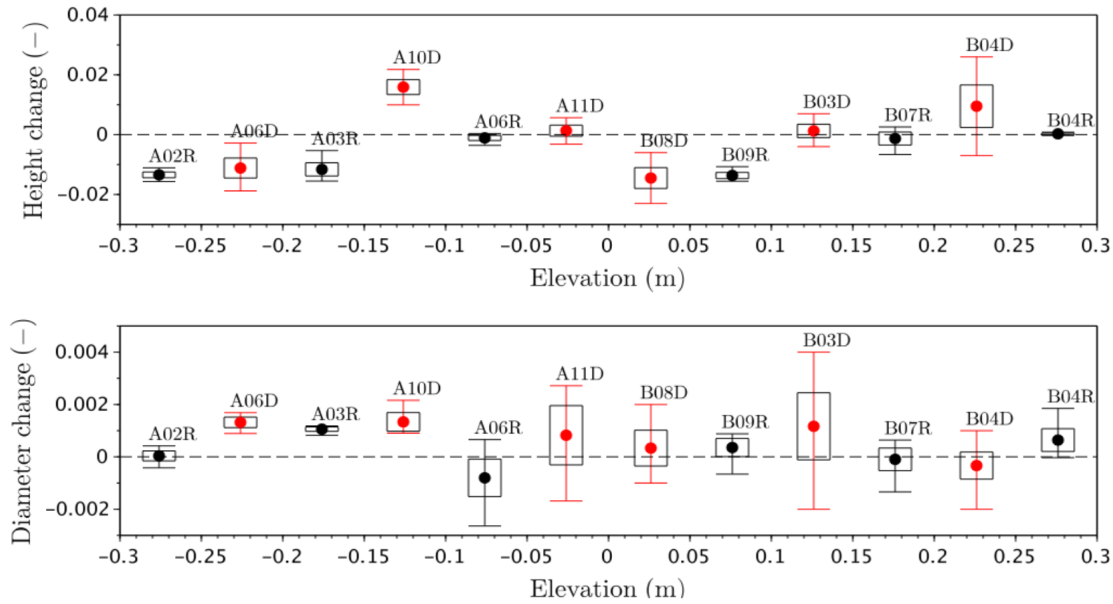 0.04
B04D
A10D
0.02
Height change (−)
A11D
B03D
B07R
A06R
B04R
0
A06D
A03R
A02R
B08D
B09R
−0.02
−0.3 −0.25 −0.2 −0.15 −0.1 −0.05 0 0.05 0.1 0.15 0.2 0.25 0.3
Elevation (m)
Diameter change (−)
B03D
0.004
A11D
A10D
B08D
A06D
A03R
0.002
B04R
B09R
A02R
A06R
B07R
B04D
0
−0.002
−0.3 −0.25 −0.2 −0.15 −0.1 −0.05 0 0.05 0.1 0.15 0.2 0.25 0.3
Elevation (m)